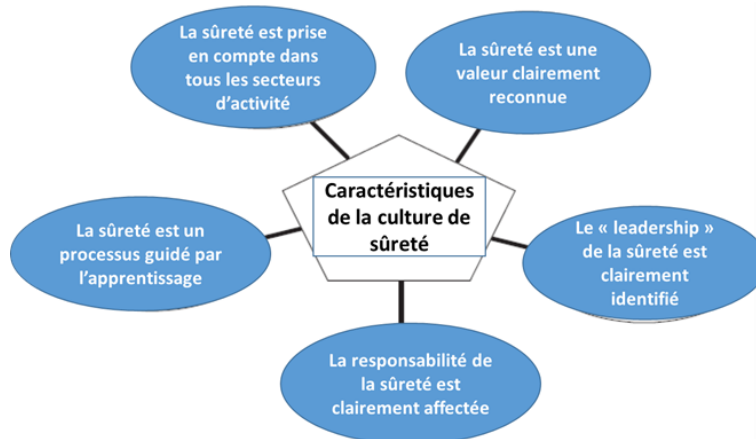 La sûreté est prise
en compte dans
tous les secteurs
d'activité
La sûreté est une
valeur clairement
reconnue
Caractéristiques
de la culture de
sûreté
La sûreté est un
processus guidé par
l'apprentissage
Le « leadership »
de la sûreté est
clairement
identifié
La responsabilité de
la sûreté est
clairement affectée